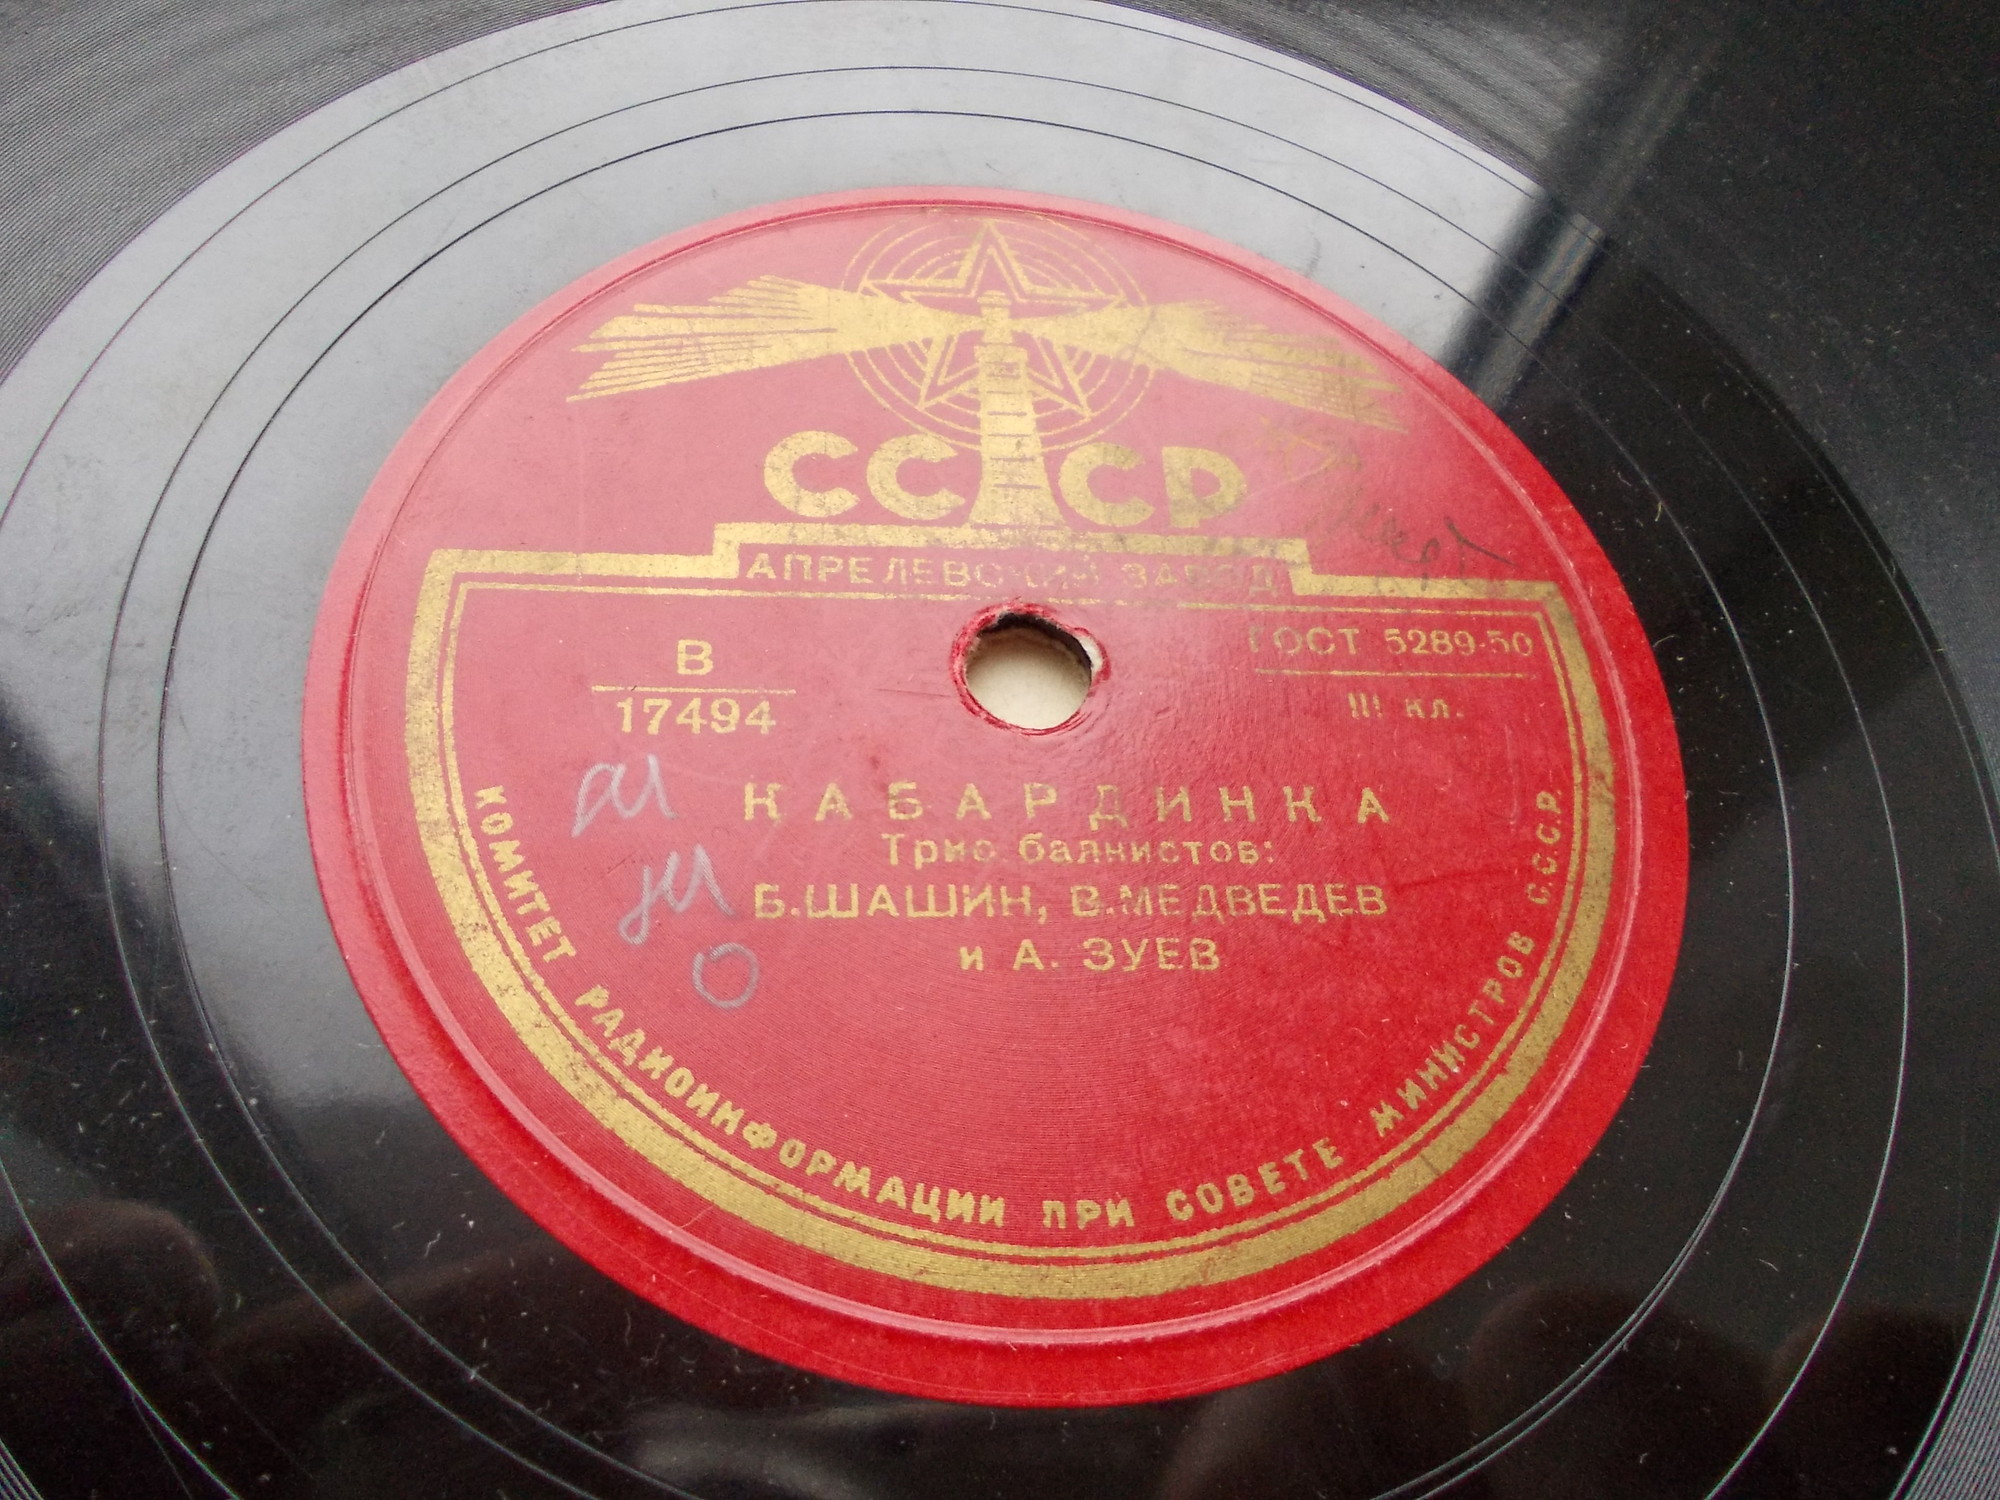 СССР
АПРЕЛЕВСКИЙ ЗАВОД
В
17494
ГОСТ 5289-50
III кл.
КАБАРДИНКА
Трио баянистов:
Б.ШАШИН, В.МЕДВЕДЕВ
и А. ЗУЕВ
КОМИТЕТ РАДИОИНФОРМАЦИИ ПРИ СОВЕТЕ МИНИСТРОВ С.С.С.Р.